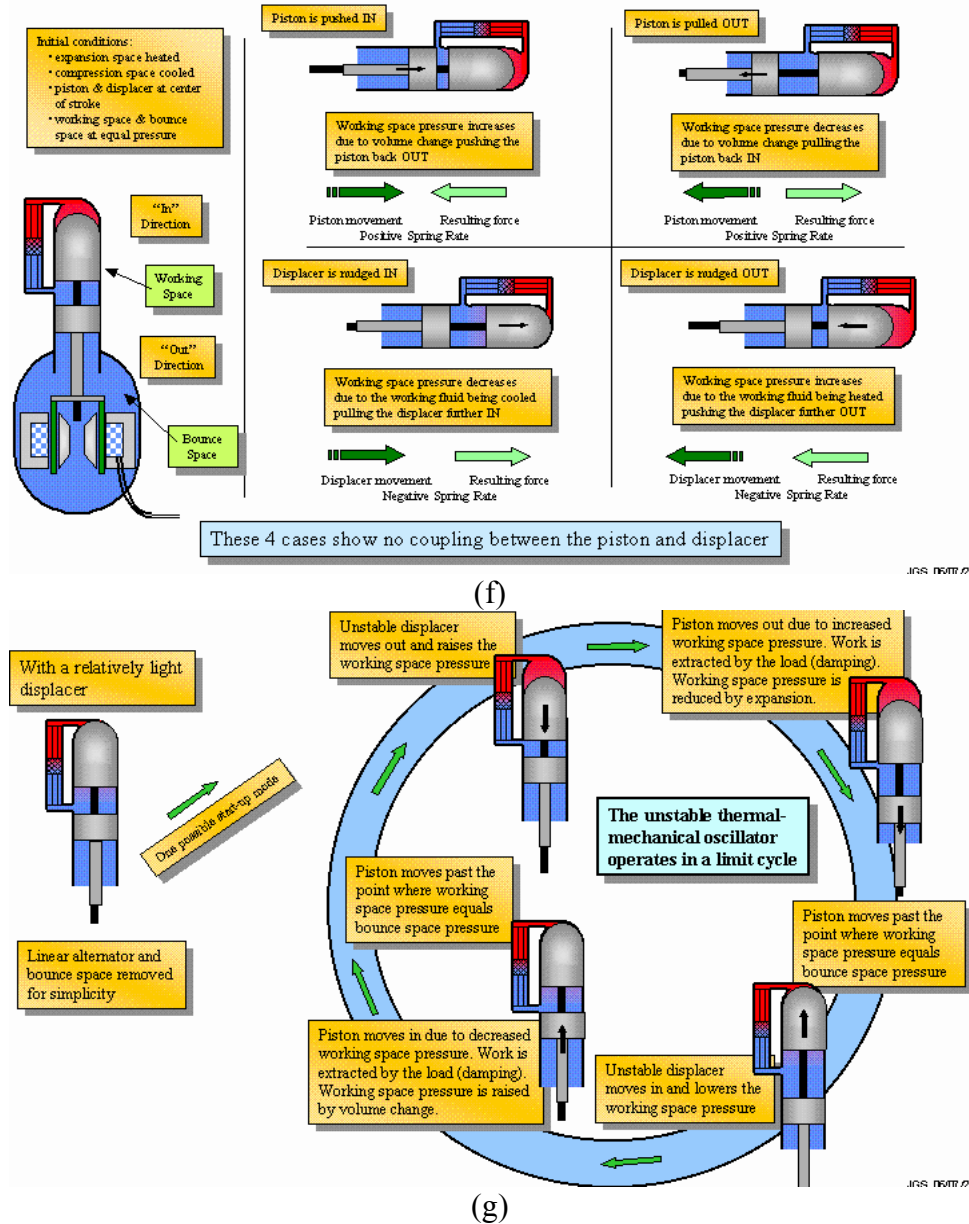 Initial conditions:
• expansion space heated
• compression space cooled
• piston & displacer at center
of stroke
• working space & bounce
space at equal pressure
"In"
Direction
Working
Space
"Out"
Direction
Bounce
Space
Piston is pushed IN
Working space pressure increases
due to volume change pushing the
piston back OUT
Piston movement Resulting force
Positive Spring Rate
Piston is pulled OUT
Working space pressure decreases
due to volume change pulling the
piston back IN
Piston movement Resulting force
Positive Spring Rate
Displacer is nudged IN
Working space pressure decreases
due to the working fluid being cooled
pulling the displacer further IN
Displacer movement Resulting force
Negative Spring Rate
Displacer is nudged OUT
Working space pressure increases
due to the working fluid being heated
pushing the displacer further OUT
Displacer movement Resulting force
Negative Spring Rate
These 4 cases show no coupling between the piston and displacer
(f)
With a relatively light
displacer
One possible start-up mode
Linear alternator and
bounce space removed
for simplicity
Unstable displacer
moves out and raises the
working space pressure
Piston moves out due to increased
working space pressure. Work is
extracted by the load (damping).
Working space pressure is
reduced by expansion.
The unstable thermal-
mechanical oscillator
operates in a limit cycle
Piston moves past the
point where working
space pressure equals
bounce space pressure
Piston moves past the
point where working
space pressure equals
bounce space pressure
Piston moves in due to decreased
working space pressure. Work is
extracted by the load (damping).
Working space pressure is raised
by volume change.
Unstable displacer
moves in and lowers the
working space pressure
(g)